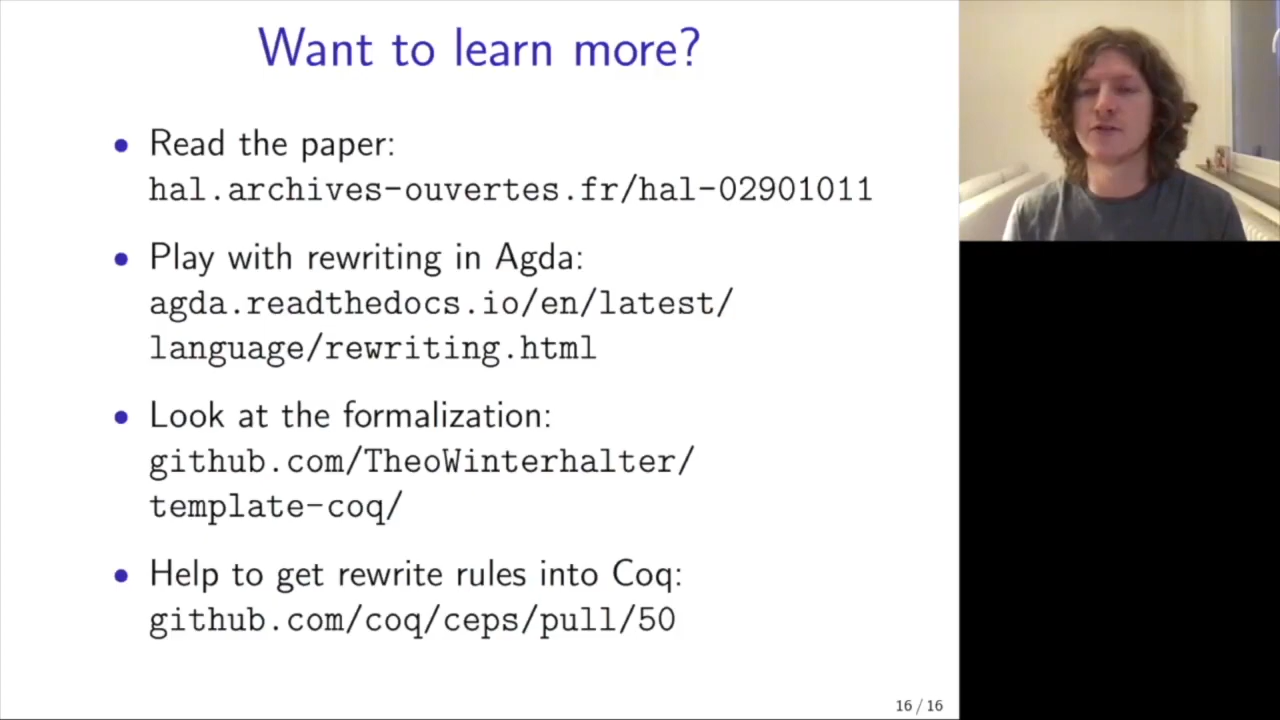 Want to learn more?
• Read the paper:
hal.archives-ouvertes.fr/hal-02901011
• Play with rewriting in Agda:
agda.readthedocs.io/en/latest/
language/rewriting.html
• Look at the formalization:
github.com/TheoWinterhalter/
template-coq/
• Help to get rewrite rules into Coq:
github.com/coq/ceps/pull/50
16 / 16